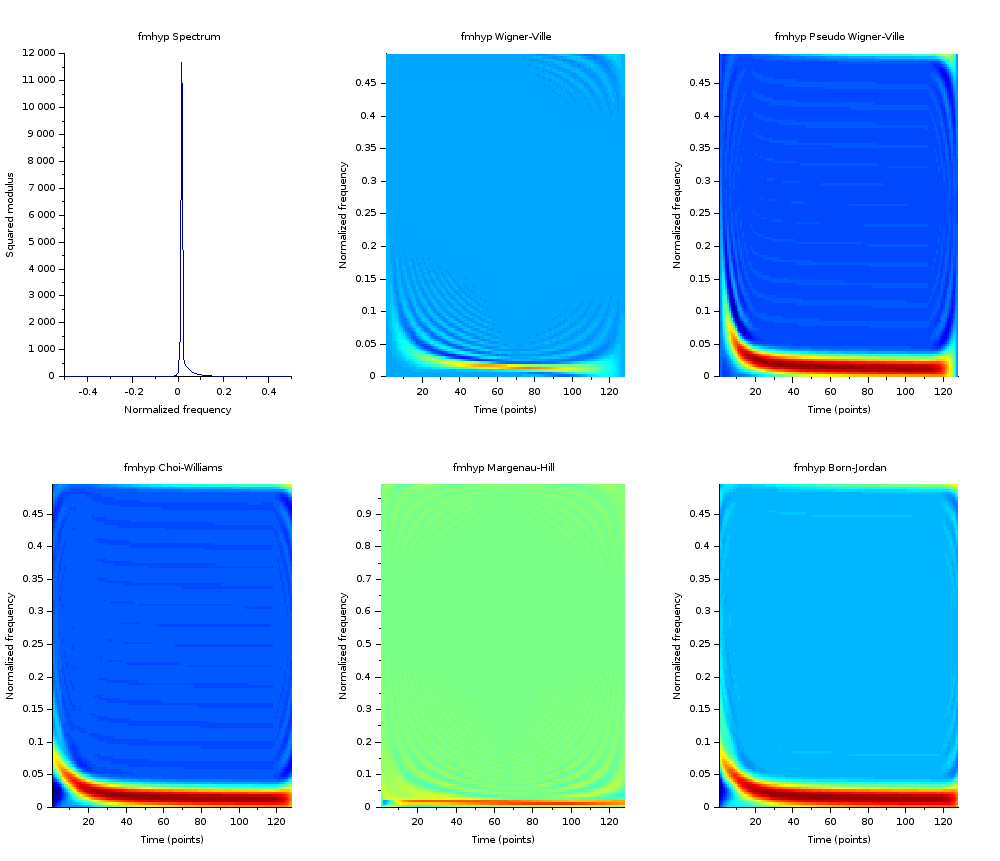 fmhyp Spectrum
Squared modulus
12 000
11 000
10 000
9 000
8 000
7 000
6 000
5 000
4 000
3 000
2 000
1 000
0
-0.4 -0.2 0 0.2 0.4
Normalized frequency
fmhyp Wigner-Ville
Normalized frequency
0.45
0.4
0.35
0.3
0.25
0.2
0.15
0.1
0.05
0
20 40 60 80 100 120
Time (points)
fmhyp Pseudo Wigner-Ville
Normalized frequency
0.45
0.4
0.35
0.3
0.25
0.2
0.15
0.1
0.05
0
20 40 60 80 100 120
Time (points)
fmhyp Choi-Williams
Normalized frequency
0.45
0.4
0.35
0.3
0.25
0.2
0.15
0.1
0.05
0
20 40 60 80 100 120
Time (points)
fmhyp Margenau-Hill
Normalized frequency
0.9
0.8
0.7
0.6
0.5
0.4
0.3
0.2
0.1
0
20 40 60 80 100 120
Time (points)
fmhyp Born-Jordan
Normalized frequency
0.45
0.4
0.35
0.3
0.25
0.2
0.15
0.1
0.05
0
20 40 60 80 100 120
Time (points)